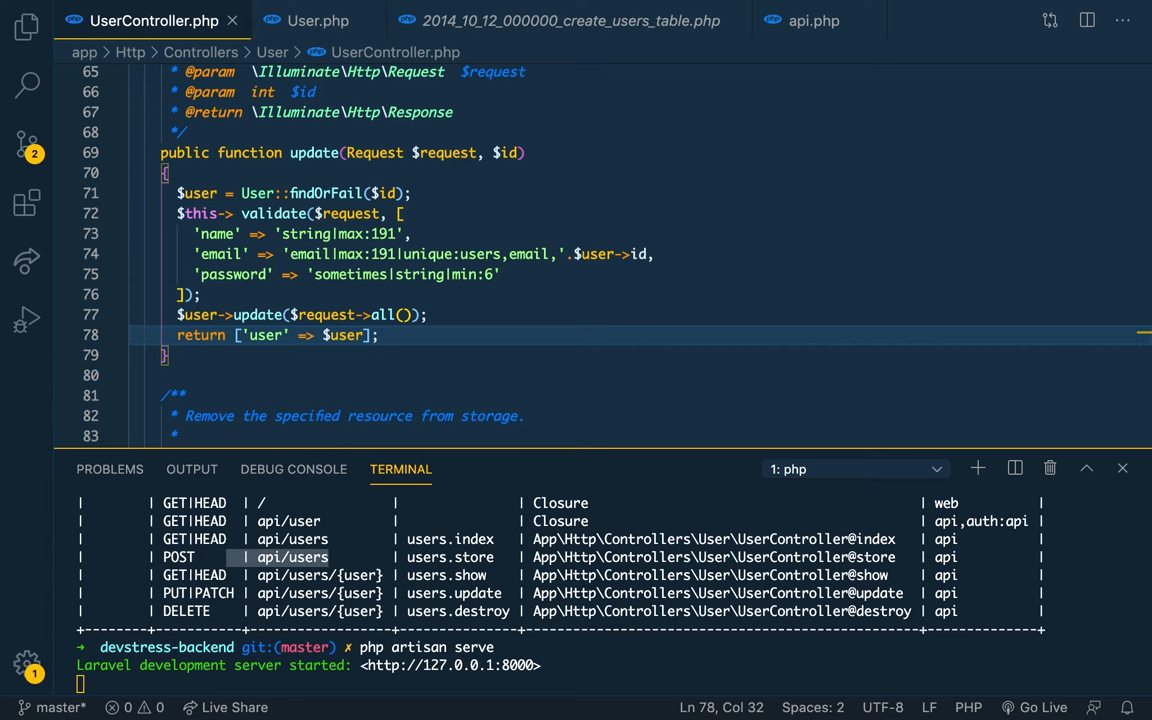 UserController.php User.php 2014_10_12_000000_create_users_table.php api.php
app > Http > Controllers > User > UserController.php
65 * @param \Illuminate\Http\Request $request
66 * @param int $id
67 * @return \Illuminate\Http\Response
68 */
69 public function update(Request $request, $id)
70 {
71 $user = User::findOrFail($id);
72 $this-> validate($request, [
73 'name' => 'string|max:191',
74 'email' => 'email|max:191|unique:users,email,'.$user->id,
75 'password' => 'sometimes|string|min:6'
76 ]);
77 $user->update($request->all());
78 return ['user' => $user];
79 }
80
81 /**
82 * Remove the specified resource from storage.
83 *
2
PROBLEMS OUTPUT DEBUG CONSOLE TERMINAL 1: php
| | GET|HEAD | / | | Closure | web |
| | GET|HEAD | api/user | | Closure | api,auth:api |
| | GET|HEAD | api/users | users.index | App\Http\Controllers\User\UserController@index | api |
| | POST | api/users | users.store | App\Http\Controllers\User\UserController@store | api |
| | GET|HEAD | api/users/{user} | users.show | App\Http\Controllers\User\UserController@show | api |
| | PUT|PATCH | api/users/{user} | users.update | App\Http\Controllers\User\UserController@update | api |
| | DELETE | api/users/{user} | users.destroy | App\Http\Controllers\User\UserController@destroy | api |
+--------+-----------+-----------------+---------------+------------------------------------------------+--------------+
➜ devstress-backend git:(master) ✗ php artisan serve
Laravel development server started: <http://127.0.0.1:8000>
1
master* 0 0 Live Share Ln 78, Col 32 Spaces: 2 UTF-8 LF PHP Go Live